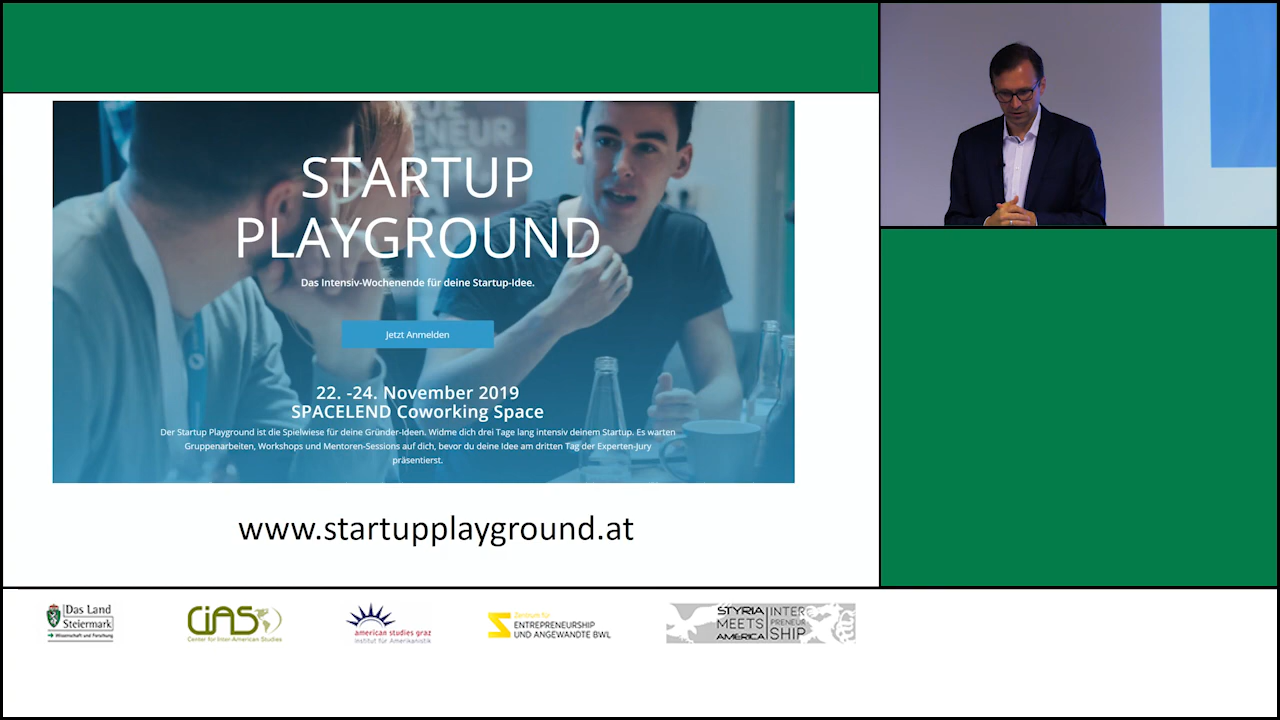 STARTUP
PLAYGROUND
Das Intensiv-Wochenende für deine Startup-Idee.
Jetzt Anmelden
22. -24. November 2019
SPACELEND Coworking Space
Der Startup Playground ist die Spielwiese für deine Gründer-Ideen. Widme dich drei Tage lang intensiv deinem Startup. Es warten
Gruppenarbeiten, Workshops und Mentoren-Sessions auf dich, bevor du deine Idee am dritten Tag der Experten-Jury
präsentierst.
www.startupplayground.at
Das Land
Steiermark
Wissenschaft und Forschung
CIAS
Center for Inter-American Studies
american studies graz
Institut für Amerikanistik
Zentrum für
ENTREPRENEURSHIP
UND ANGEWANDTE BWL
STYRIA
MEETS
AMERICA
INTER
PRENEUR
SHIP